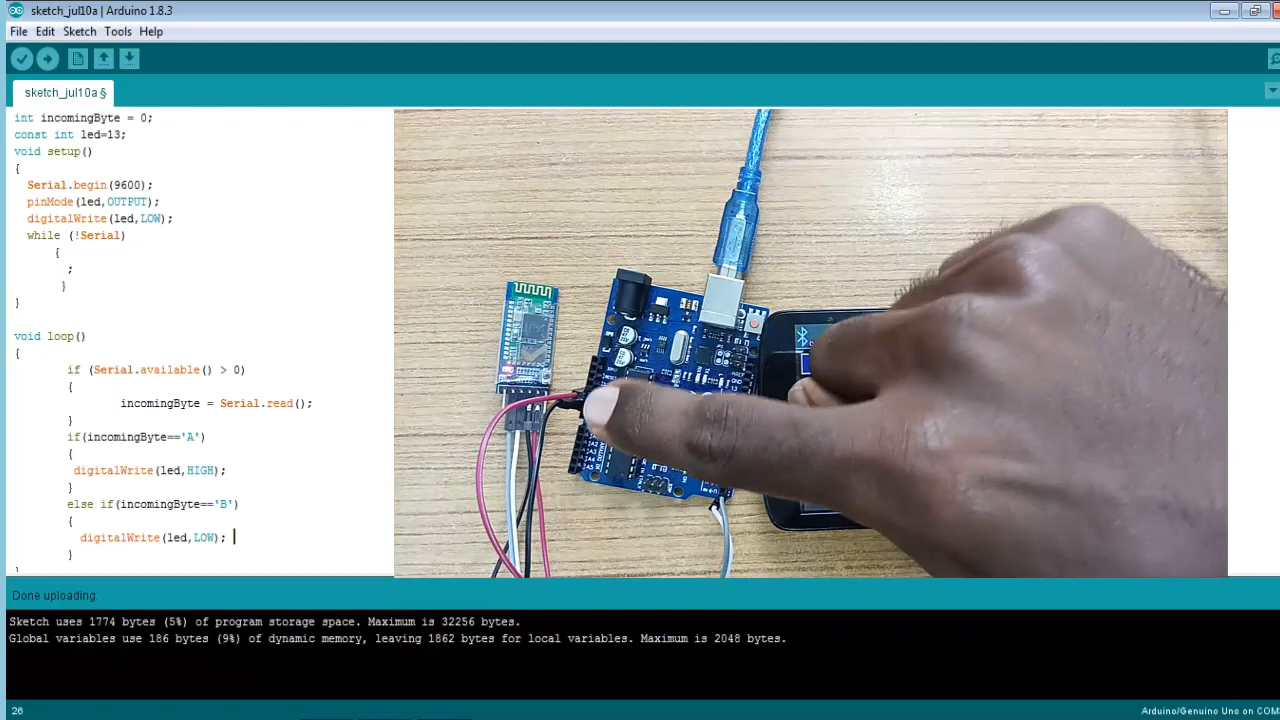 sketch_jul10a | Arduino 1.8.3
File Edit Sketch Tools Help
sketch_jul10a §
int incomingByte = 0;
const int led=13;
void setup()
{
Serial.begin(9600);
pinMode(led,OUTPUT);
digitalWrite(led,LOW);
while (!Serial)
{
;
}
}
void loop()
{
if (Serial.available() > 0)
{
incomingByte = Serial.read();
}
if(incomingByte=='A')
{
digitalWrite(led,HIGH);
}
else if(incomingByte=='B')
{
digitalWrite(led,LOW);
}
Done uploading.
Sketch uses 1774 bytes (5%) of program storage space. Maximum is 32256 bytes.
Global variables use 186 bytes (9%) of dynamic memory, leaving 1862 bytes for local variables. Maximum is 2048 bytes.
26
Arduino/Genuino Uno on COM